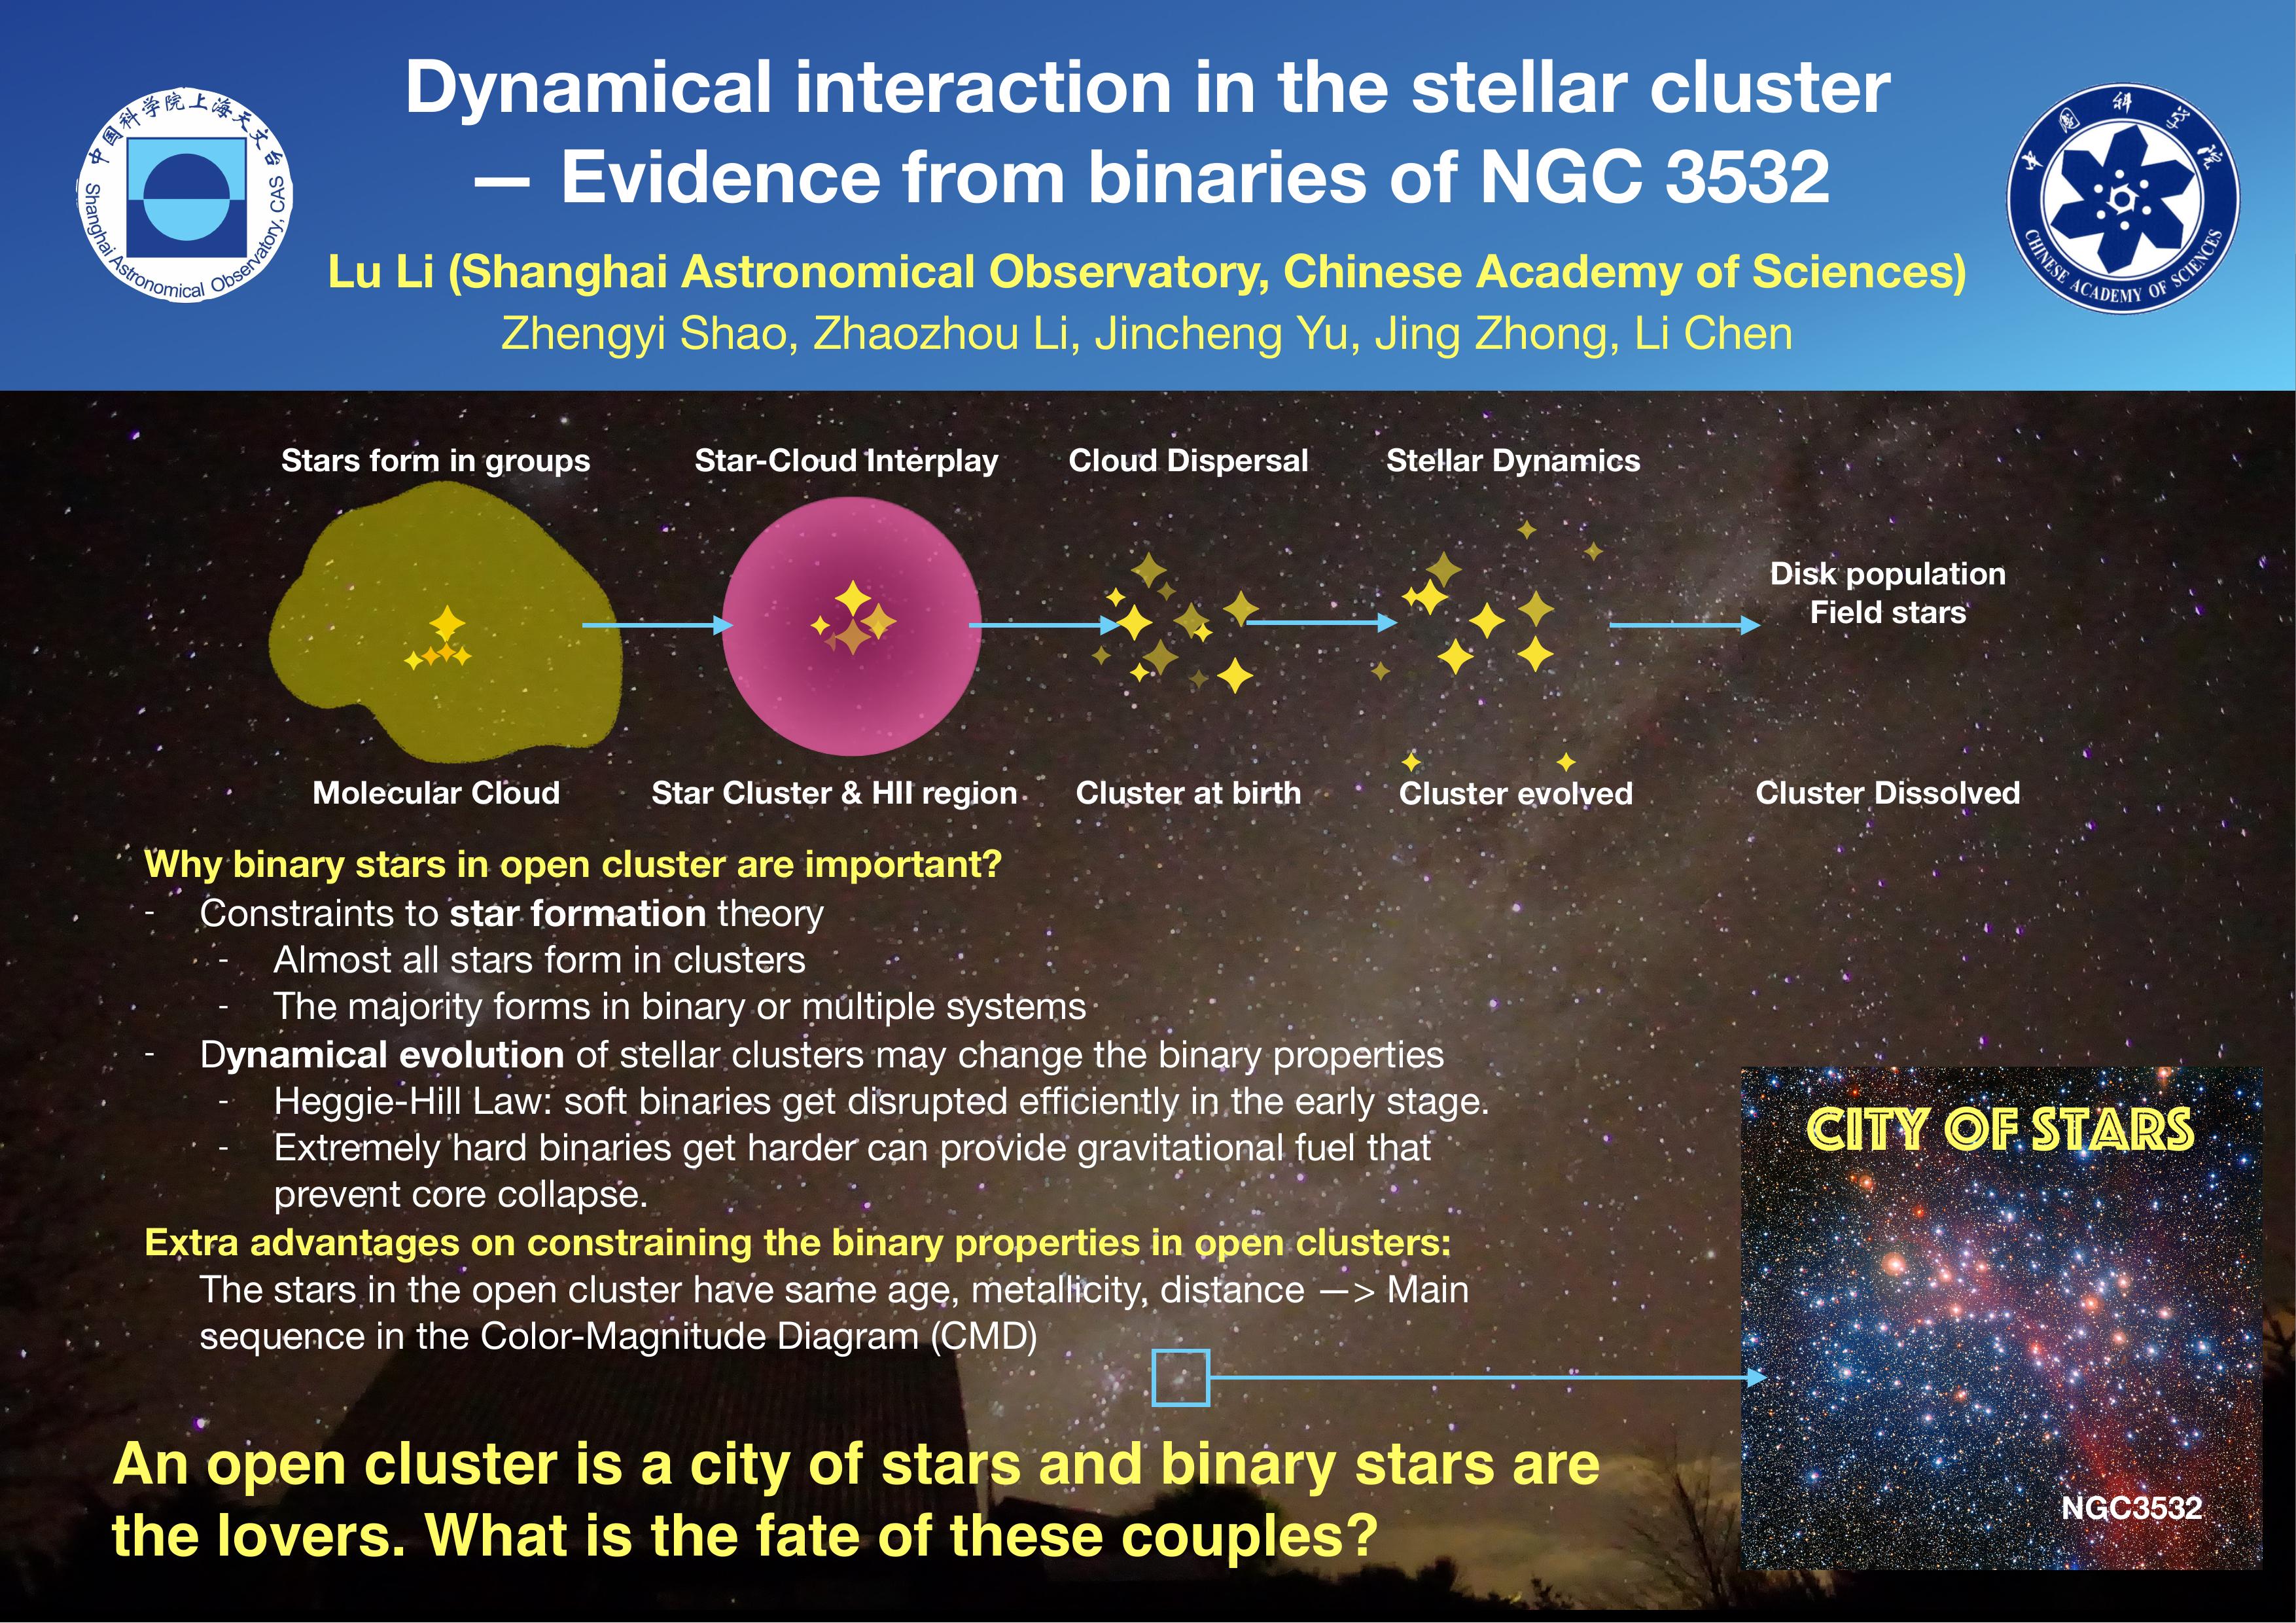 Dynamical interaction in the stellar cluster
— Evidence from binaries of NGC 3532
Lu Li (Shanghai Astronomical Observatory, Chinese Academy of Sciences)
Zhengyi Shao, Zhaozhou Li, Jincheng Yu, Jing Zhong, Li Chen
中国科学院上海天文台
Shanghai Astronomical Observatory, CAS
中國科学院
CHINESE ACADEMY OF SCIENCES
Stars form in groups
Star-Cloud Interplay
Cloud Dispersal
Stellar Dynamics
Disk population
Field stars
Molecular Cloud
Star Cluster & HII region
Cluster at birth
Cluster evolved
Cluster Dissolved
Why binary stars in open cluster are important?
- Constraints to star formation theory
- Almost all stars form in clusters
- The majority forms in binary or multiple systems
- Dynamical evolution of stellar clusters may change the binary properties
- Heggie-Hill Law: soft binaries get disrupted efficiently in the early stage.
- Extremely hard binaries get harder can provide gravitational fuel that
prevent core collapse.
Extra advantages on constraining the binary properties in open clusters:
The stars in the open cluster have same age, metallicity, distance —> Main
sequence in the Color-Magnitude Diagram (CMD)
CITY OF STARS
NGC3532
An open cluster is a city of stars and binary stars are
the lovers. What is the fate of these couples?